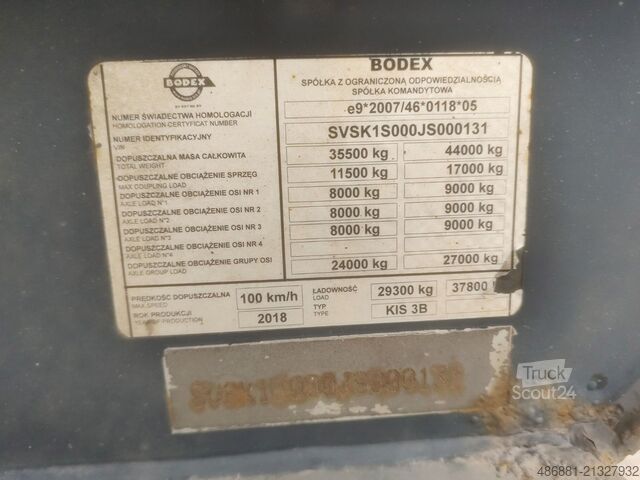 BODEX
BODEX
SPÓŁKA Z OGRANICZONĄ ODPOWIEDZIALNOŚCIĄ
SPÓŁKA KOMANDYTOWA
NUMER ŚWIADECTWA HOMOLOGACJI
HOMOLOGATION CERTYFICAT NUMBER
e9*2007/46*0118*05
NUMER IDENTYFIKACYJNY
VIN
SVSK1S000JS000131
DOPUSZCZALNA MASA CAŁKOWITA
TOTAL WEIGHT
35500 kg 44000 kg
DOPUSZCZALNE OBCIĄŻENIE SPRZĘG
MAX COUPLING LOAD
11500 kg 17000 kg
DOPUSZCZALNE OBCIĄŻENIE OSI NR 1
AXLE LOAD N°1
8000 kg 9000 kg
DOPUSZCZALNE OBCIĄŻENIE OSI NR 2
AXLE LOAD N°2
8000 kg 9000 kg
DOPUSZCZALNE OBCIĄŻENIE OSI NR 3
AXLE LOAD N°3
8000 kg 9000 kg
DOPUSZCZALNE OBCIĄŻENIE OSI NR 4
AXLE LOAD N°4
DOPUSZCZALNE OBCIĄŻENIE GRUPY OSI
AXLE GROUP LOAD
24000 kg 27000 kg
PRĘDKOŚĆ DOPUSZCZALNA
MAX.SPEED
100 km/h
ŁADOWNOŚĆ
LOAD
29300 kg 37800
ROK PRODUKCJI
YEAR OF PRODUCTION
2018
TYP
TYPE
KIS 3B
Truck
Scout24
486881-21327932